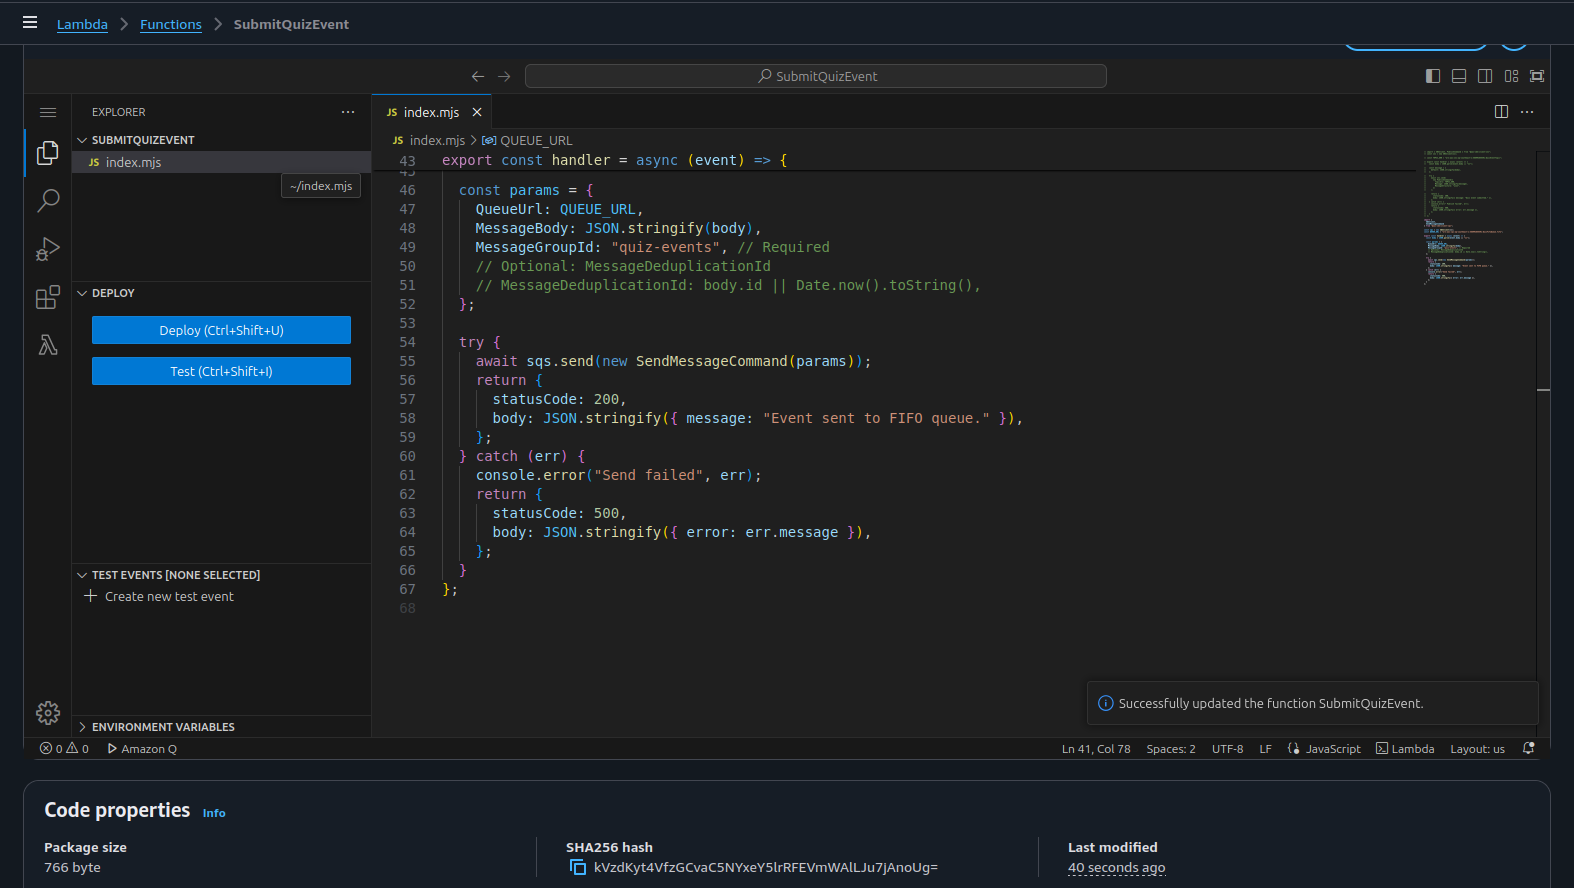 Lambda > Functions > SubmitQuizEvent
SubmitQuizEvent
EXPLORER
SUBMITQUIZEVENT
JS index.mjs
~/index.mjs
DEPLOY
Deploy (Ctrl+Shift+U)
Test (Ctrl+Shift+I)
TEST EVENTS [NONE SELECTED]
Create new test event
ENVIRONMENT VARIABLES
JS index.mjs
JS index.mjs > QUEUE_URL
43 export const handler = async (event) => {
45
46 const params = {
47 QueueUrl: QUEUE_URL,
48 MessageBody: JSON.stringify(body),
49 MessageGroupId: "quiz-events", // Required
50 // Optional: MessageDeduplicationId
51 // MessageDeduplicationId: body.id || Date.now().toString(),
52 };
53
54 try {
55 await sqs.send(new SendMessageCommand(params));
56 return {
57 statusCode: 200,
58 body: JSON.stringify({ message: "Event sent to FIFO queue." }),
59 };
60 } catch (err) {
61 console.error("Send failed", err);
62 return {
63 statusCode: 500,
64 body: JSON.stringify({ error: err.message }),
65 };
66 }
67 };
68
Successfully updated the function SubmitQuizEvent.
0 0 Amazon Q
Ln 41, Col 78 Spaces: 2 UTF-8 LF JavaScript Lambda Layout: us
Code properties Info
Package size
766 byte
SHA256 hash
kVzdKyt4VfzGCvaC5NYxeY5lrRFEVmWAlLJu7jAnoUg=
Last modified
40 seconds ago